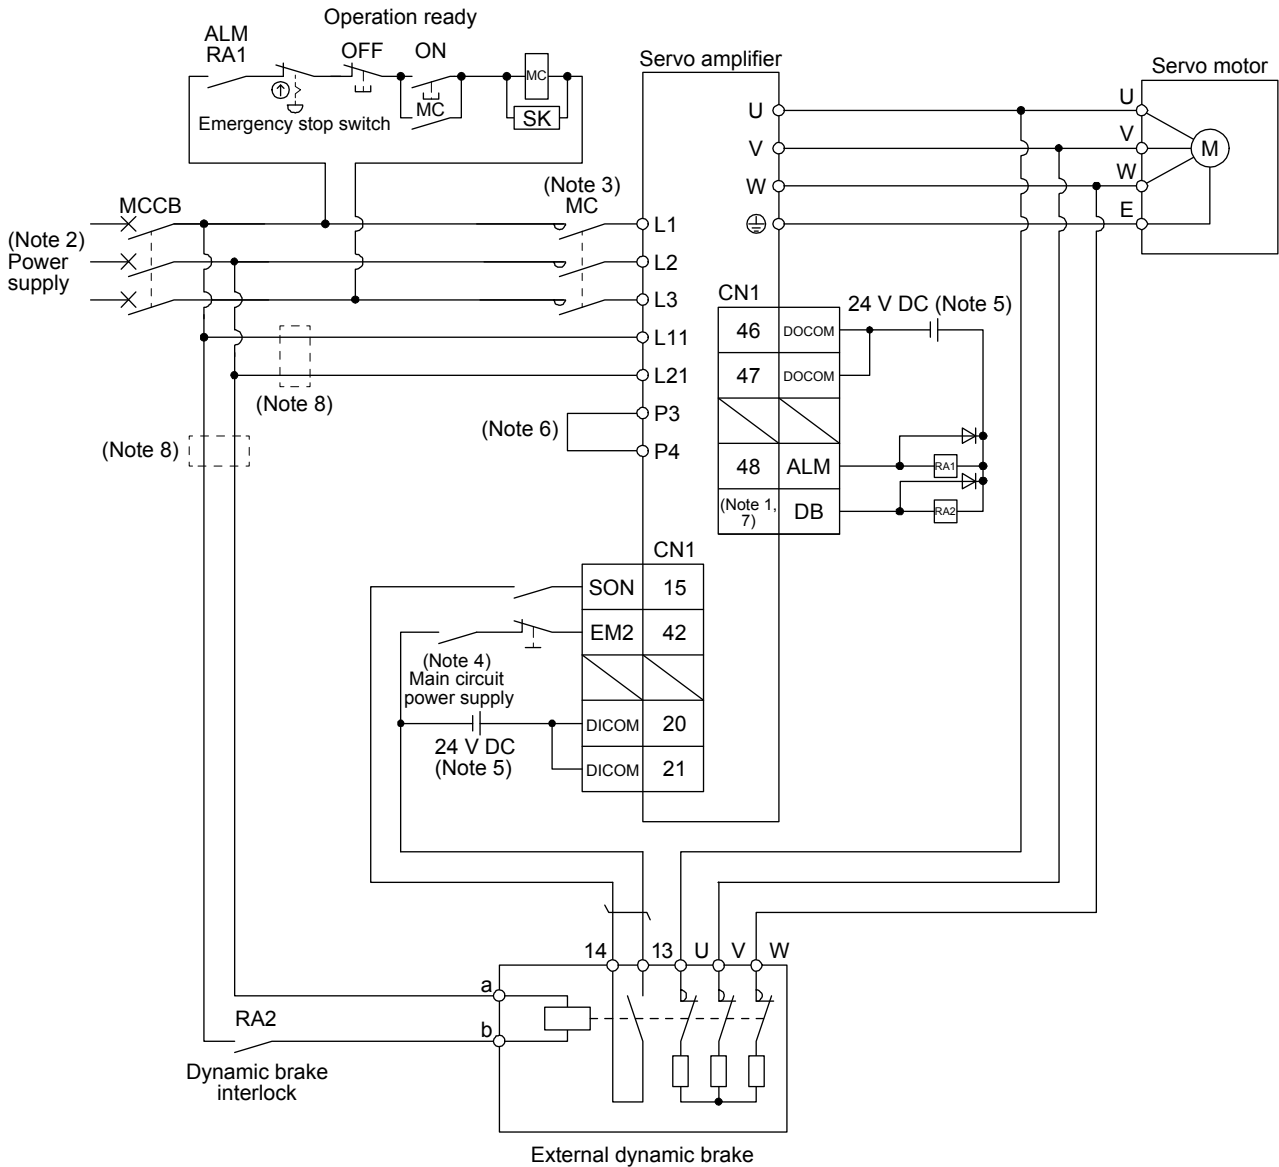 Operation ready
ALM
RA1
OFF
ON
MC
MC
SK
Emergency stop switch
Servo amplifier
Servo motor
U
V
W
U
V
W
E
M
(Note 3)
MC
MCCB
(Note 2)
Power
supply
L1
L2
L3
L11
L21
P3
P4
(Note 8)
(Note 6)
(Note 8)
CN1
24 V DC (Note 5)
46 DOCOM
47 DOCOM
48 ALM
RA1
(Note 1,
7)
DB
RA2
CN1
SON 15
EM2 42
(Note 4)
Main circuit
power supply
DICOM 20
24 V DC
(Note 5)
DICOM 21
14 13 U V W
a
RA2
b
Dynamic brake
interlock
External dynamic brake